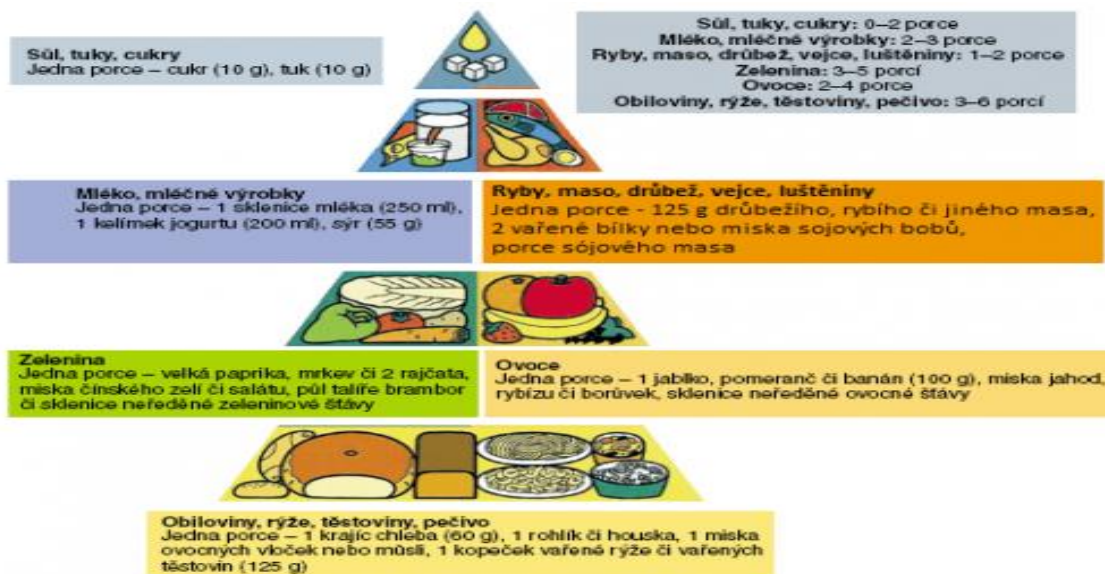 Sůl, tuky, cukry
Jedna porce – cukr (10 g), tuk (10 g)
Sůl, tuky, cukry: 0–2 porce
Mléko, mléčné výrobky: 2–3 porce
Ryby, maso, drůbež, vejce, luštěniny: 1–2 porce
Zelenina: 3–5 porcí
Ovoce: 2–4 porce
Obiloviny, rýže, těstoviny, pečivo: 3–6 porcí
Mléko, mléčné výrobky
Jedna porce – 1 sklenice mléka (250 ml),
1 kelímek jogurtu (200 ml), sýr (55 g)
Ryby, maso, drůbež, vejce, luštěniny
Jedna porce - 125 g drůbežího, rybího či jiného masa,
2 vařené bílky nebo miska sojových bobů,
porce sójového masa
Zelenina
Jedna porce – velká paprika, mrkev či 2 rajčata,
miska čínského zelí či salátu, půl talíře brambor
či sklenice neředěné zeleninové šťávy
Ovoce
Jedna porce – 1 jablko, pomeranč či banán (100 g), miska jahod,
rybízu či borůvek, sklenice neředěné ovocné šťávy
Obiloviny, rýže, těstoviny, pečivo
Jedna porce – 1 krajíc chleba (60 g), 1 rohlík či houska, 1 miska
ovocných vloček nebo müsli, 1 kopeček vařené rýže či vařených
těstovin (125 g)